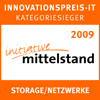 INNOVATIONSPREIS-IT
KATEGORIESIEGER
2009
initiative
mittelstand
STORAGE/NETZWERKE